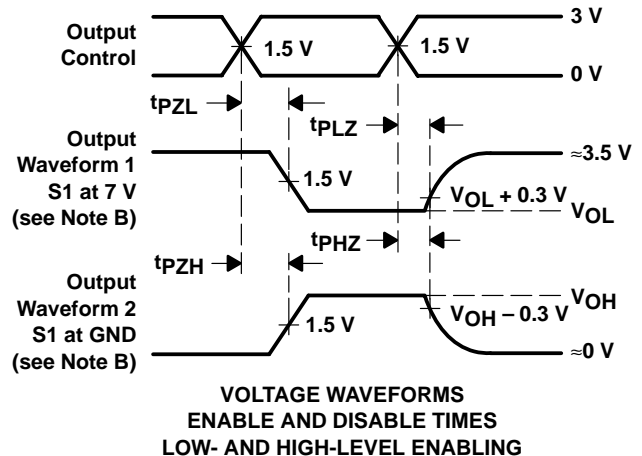 Output
Control
3 V
1.5 V
1.5 V
0 V
tPZL
tPLZ
Output
Waveform 1
S1 at 7 V
(see Note B)
≈3.5 V
1.5 V
VOL + 0.3 V
VOL
tPZH
tPHZ
Output
Waveform 2
S1 at GND
(see Note B)
VOH
VOH – 0.3 V
1.5 V
≈0 V
VOLTAGE WAVEFORMS
ENABLE AND DISABLE TIMES
LOW- AND HIGH-LEVEL ENABLING